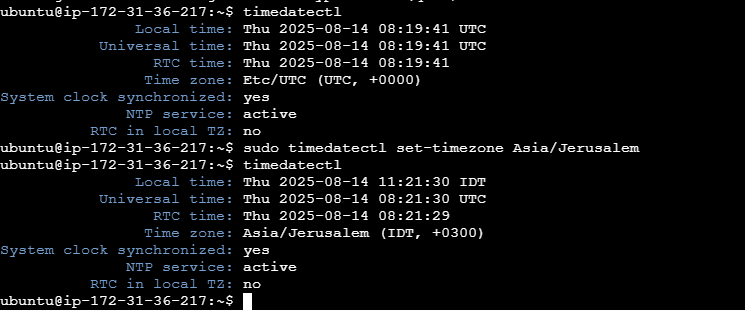 ubuntu@ip-172-31-36-217:~$ timedatectl
Local time: Thu 2025-08-14 08:19:41 UTC
Universal time: Thu 2025-08-14 08:19:41 UTC
RTC time: Thu 2025-08-14 08:19:41
Time zone: Etc/UTC (UTC, +0000)
System clock synchronized: yes
NTP service: active
RTC in local TZ: no
ubuntu@ip-172-31-36-217:~$ sudo timedatectl set-timezone Asia/Jerusalem
ubuntu@ip-172-31-36-217:~$ timedatectl
Local time: Thu 2025-08-14 11:21:30 IDT
Universal time: Thu 2025-08-14 08:21:30 UTC
RTC time: Thu 2025-08-14 08:21:29
Time zone: Asia/Jerusalem (IDT, +0300)
System clock synchronized: yes
NTP service: active
RTC in local TZ: no
ubuntu@ip-172-31-36-217:~$